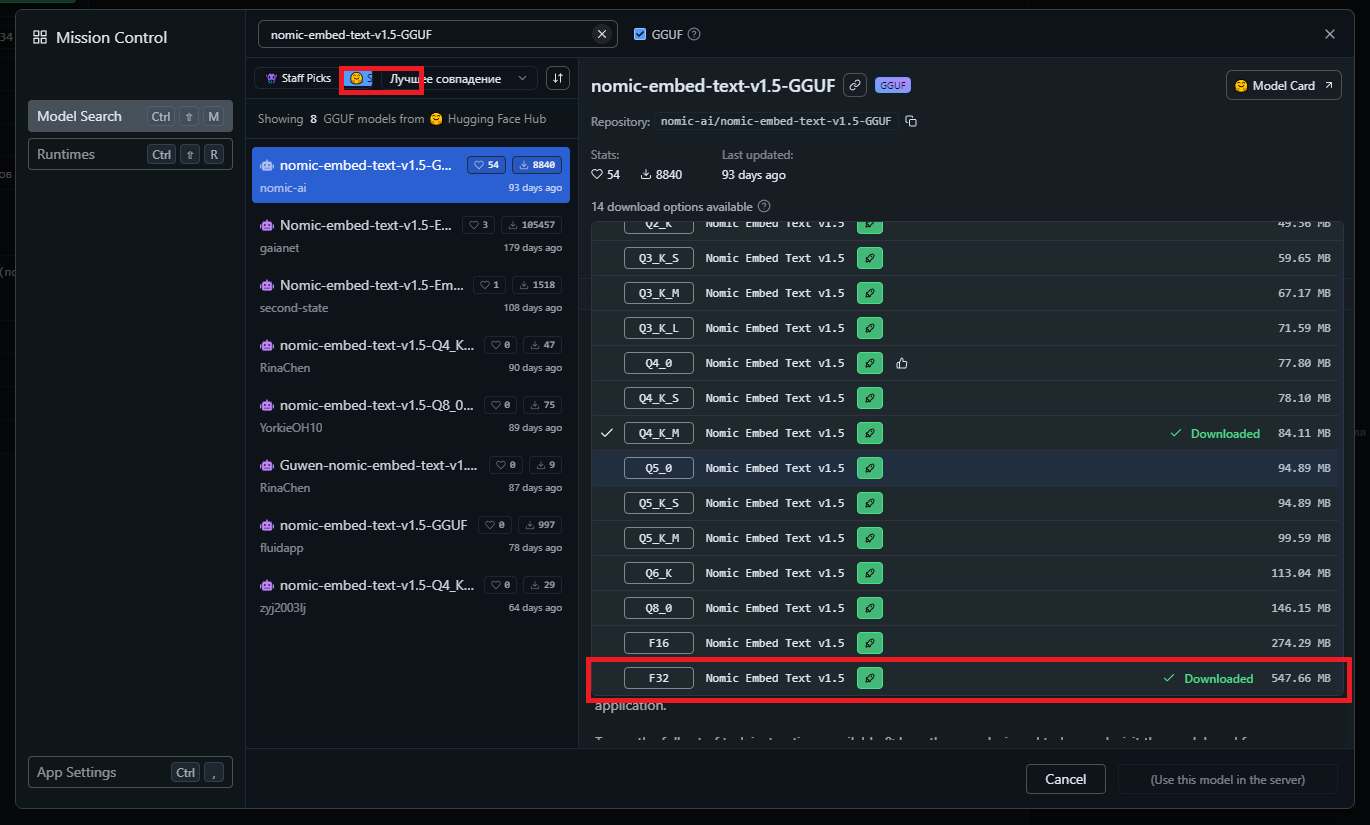 Mission Control
Model Search Ctrl ⇧ M
Runtimes Ctrl ⇧ R
App Settings Ctrl ,
nomic-embed-text-v1.5-GGUF
GGUF
Staff Picks
Лучшее совпадение
Showing 8 GGUF models from 🤗 Hugging Face Hub
nomic-embed-text-v1.5-G... 54 8840
nomic-ai 93 days ago
Nomic-embed-text-v1.5-E... 3 105457
gaianet 179 days ago
Nomic-embed-text-v1.5-Em... 1 1518
second-state 108 days ago
nomic-embed-text-v1.5-Q4_K... 0 47
RinaChen 90 days ago
nomic-embed-text-v1.5-Q8_0... 0 75
YorkieOH10 89 days ago
Guwen-nomic-embed-text-v1.... 0 9
RinaChen 87 days ago
nomic-embed-text-v1.5-GGUF 0 997
fluidapp 78 days ago
nomic-embed-text-v1.5-Q4_K... 0 29
zyj2003lj 64 days ago
nomic-embed-text-v1.5-GGUF GGUF
Model Card
Repository: nomic-ai/nomic-embed-text-v1.5-GGUF
Stats: Last updated:
54 8840 93 days ago
14 download options available
Q2_K Nomic Embed Text v1.5 49.36 MB
Q3_K_S Nomic Embed Text v1.5 59.65 MB
Q3_K_M Nomic Embed Text v1.5 67.17 MB
Q3_K_L Nomic Embed Text v1.5 71.59 MB
Q4_0 Nomic Embed Text v1.5 77.80 MB
Q4_K_S Nomic Embed Text v1.5 78.10 MB
Q4_K_M Nomic Embed Text v1.5 Downloaded 84.11 MB
Q5_0 Nomic Embed Text v1.5 94.89 MB
Q5_K_S Nomic Embed Text v1.5 94.89 MB
Q5_K_M Nomic Embed Text v1.5 99.59 MB
Q6_K Nomic Embed Text v1.5 113.04 MB
Q8_0 Nomic Embed Text v1.5 146.15 MB
F16 Nomic Embed Text v1.5 274.29 MB
F32 Nomic Embed Text v1.5 Downloaded 547.66 MB
application.
Cancel
(Use this model in the server)